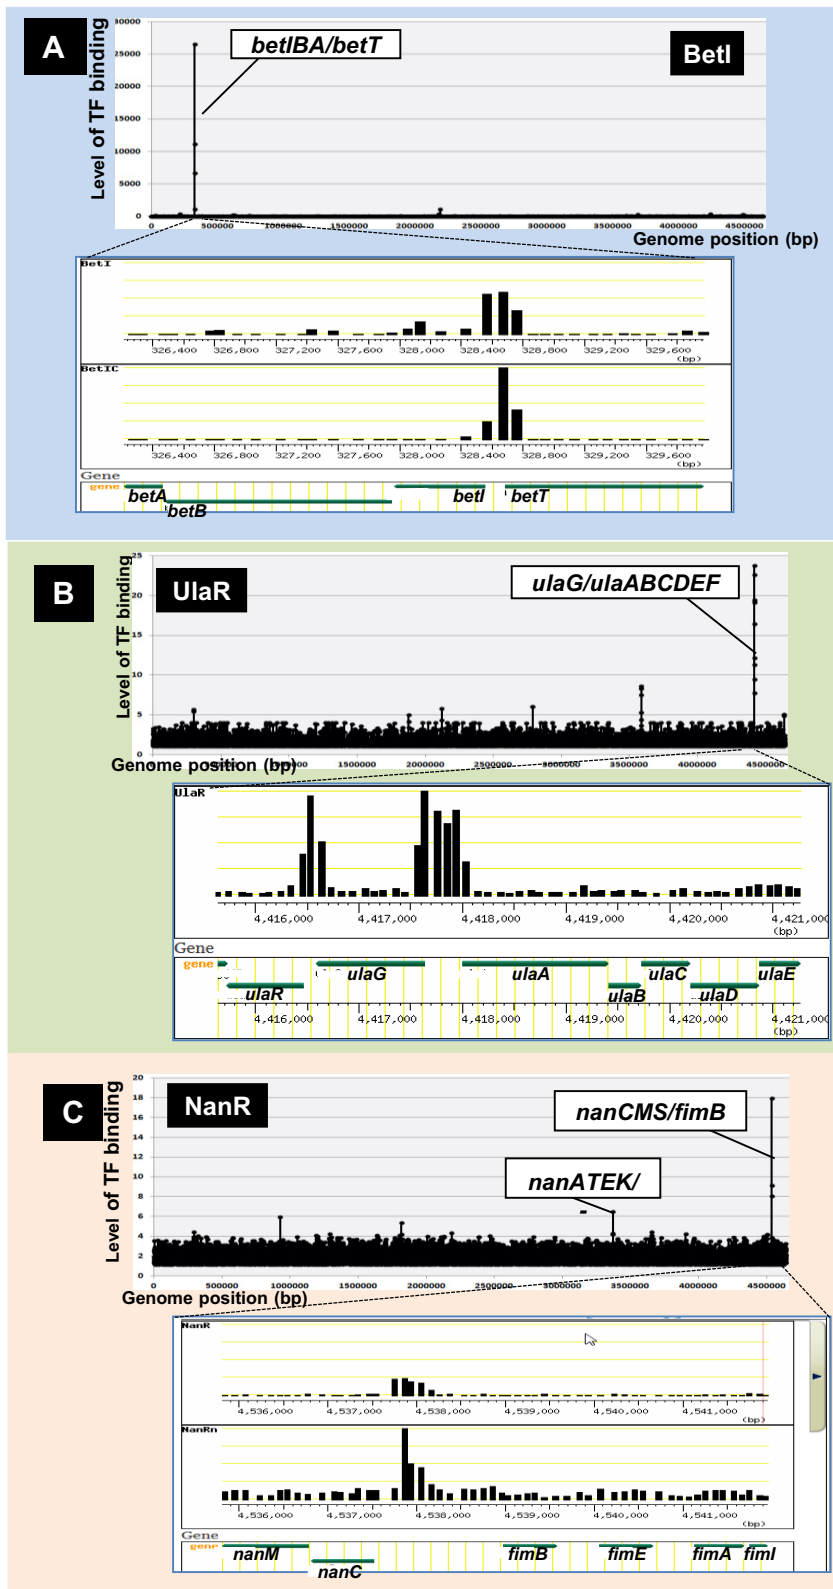 A
BetI
betIBA/betT
Level of TF binding
30000
25000
20000
15000
10000
5000
0
0 500000 1000000 1500000 2000000 2500000 3000000 3500000 4000000 4500000
Genome position (bp)
BetI
326,400 326,800 327,200 327,600 328,000 328,400 328,800 329,200 329,600
(bp)
BetIC
326,400 326,800 327,200 327,600 328,000 328,400 328,800 329,200 329,600
(bp)
Gene
gene
betA betI betT
betB
B
UlaR
ulaG/ulaABCDEF
Level of TF binding
25
20
15
10
5
0
0 500000 1000000 1500000 2000000 2500000 3000000 3500000 4000000 4500000
Genome position (bp)
UlaR
4,416,000 4,417,000 4,418,000 4,419,000 4,420,000 4,421,000
(bp)
Gene
gene
ulaG ulaA ulaC ulaE
ulaR ulaB ulaD
4,416,000 4,417,000 4,418,000 4,419,000 4,420,000 4,421,000
(bp)
C
NanR
nanCMS/fimB
nanATEK/
Level of TF binding
20
18
16
14
12
10
8
6
4
2
0
0 500000 1000000 1500000 2000000 2500000 3000000 3500000 4000000 4500000
Genome position (bp)
NanR
4,536,000 4,537,000 4,538,000 4,539,000 4,540,000 4,541,000
(bp)
NanRn
4,536,000 4,537,000 4,538,000 4,539,000 4,540,000 4,541,000
(bp)
Gene
gene
nanM fimB fimE fimA fimI
nanC